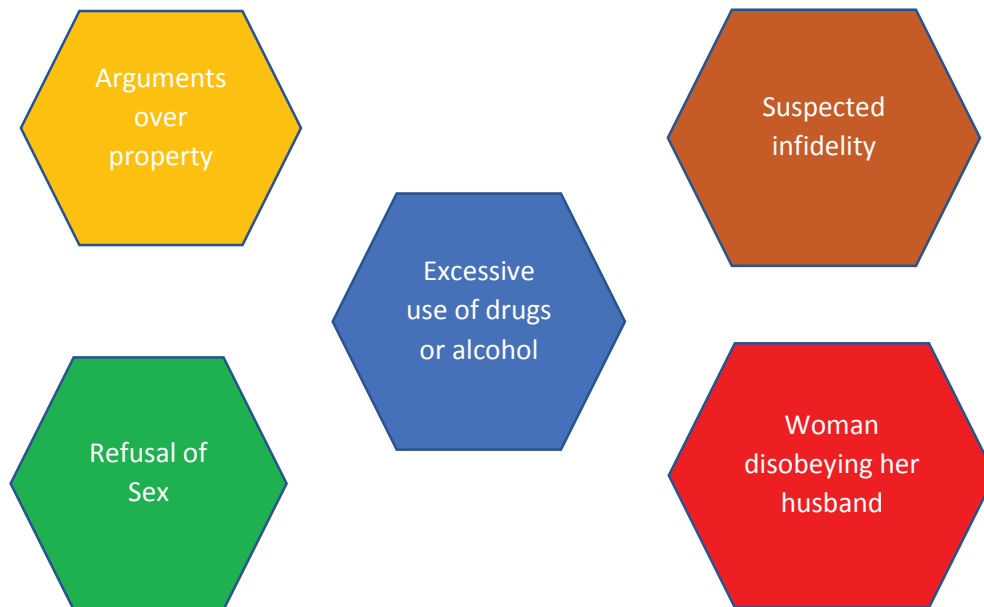 Arguments
over
property
Suspected
infidelity
Excessive
use of drugs
or alcohol
Refusal of
Sex
Woman
disobeying her
husband